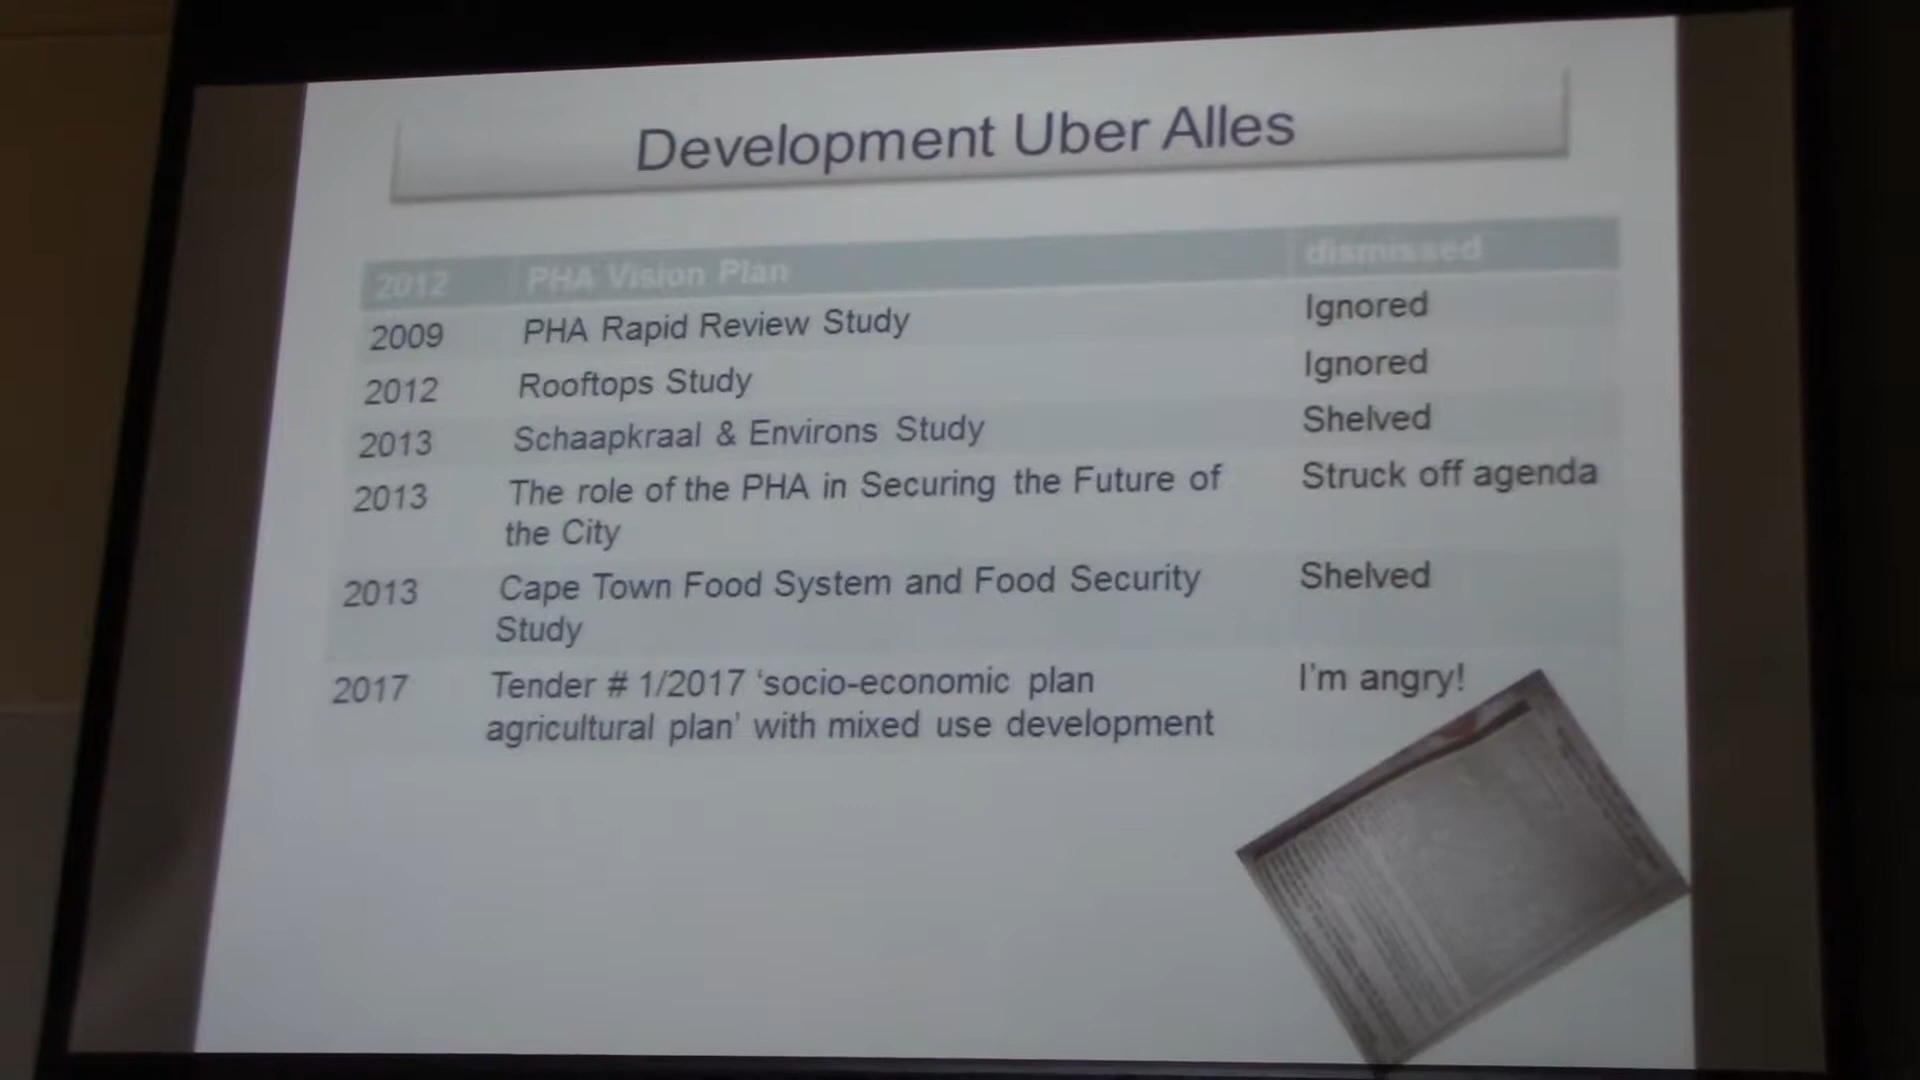 Development Uber Alles
2012 PHA Vision Plan dismissed
2009 PHA Rapid Review Study Ignored
2012 Rooftops Study Ignored
2013 Schaapkraal & Environs Study Shelved
2013 The role of the PHA in Securing the Future of Struck off agenda
the City
2013 Cape Town Food System and Food Security Shelved
Study
2017 Tender # 1/2017 ‘socio-economic plan I'm angry!
agricultural plan’ with mixed use development